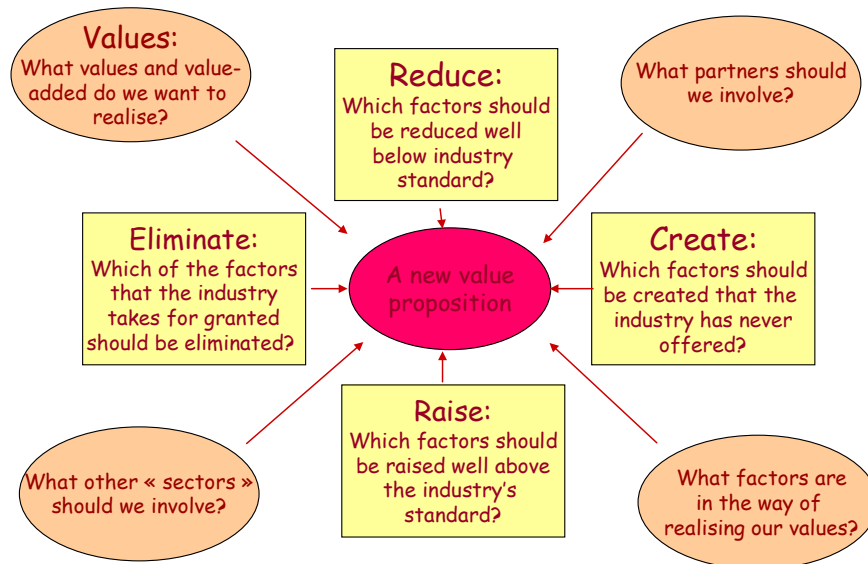 Values:
What values and value-
added do we want to
realise?
Reduce:
Which factors should
be reduced well
below industry
standard?
What partners should
we involve?
Eliminate:
Which of the factors
that the industry
takes for granted
should be eliminated?
A new value
proposition
Create:
Which factors should
be created that the
industry has never
offered?
What other « sectors »
should we involve?
Raise:
Which factors should
be raised well above
the industry's
standard?
What factors are
in the way of
realising our values?